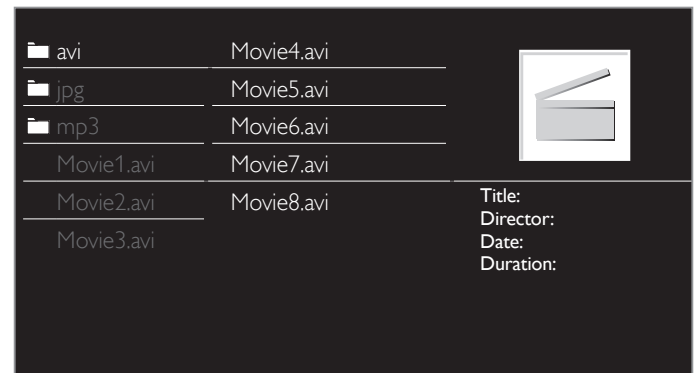 avi
jpg
mp3
Movie1.avi
Movie2.avi
Movie3.avi
Movie4.avi
Movie5.avi
Movie6.avi
Movie7.avi
Movie8.avi
Title:
Director:
Date:
Duration: